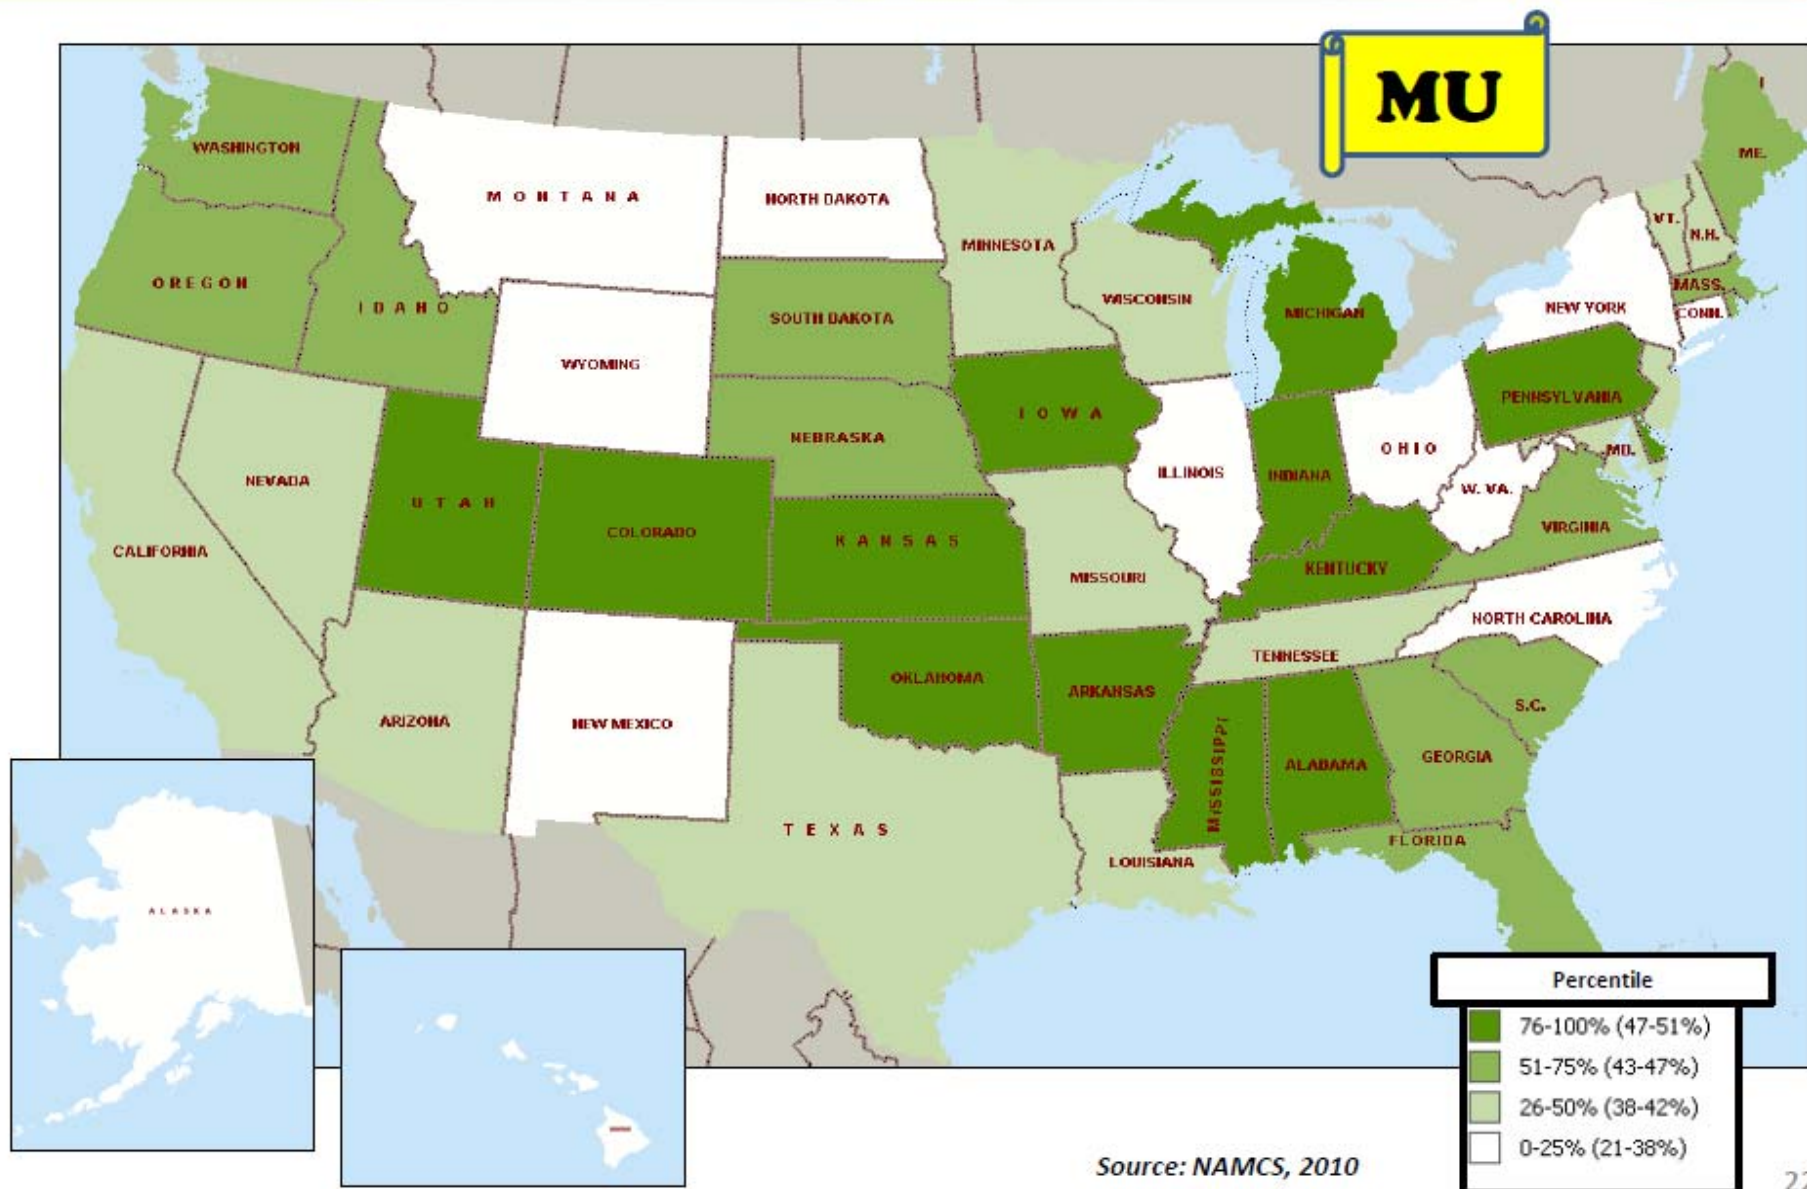 MU
WASHINGTON
MONTANA
NORTH DAKOTA
MINNESOTA
ME.
VT.
N.H.
OREGON
IDAHO
SOUTH DAKOTA
WISCONSIN
MICHIGAN
NEW YORK
MASS.
CONN.
WYOMING
IOWA
PENNSYLVANIA
NEBRASKA
NEVADA
UTAH
COLORADO
KANSAS
ILLINOIS
INDIANA
OHIO
MD.
W. VA.
VIRGINIA
CALIFORNIA
MISSOURI
KENTUCKY
NORTH CAROLINA
TENNESSEE
ARIZONA
NEW MEXICO
OKLAHOMA
ARKANSAS
S.C.
MISSISSIPPI
ALABAMA
GEORGIA
TEXAS
LOUISIANA
FLORIDA
ALASKA
Percentile
76-100% (47-51%)
51-75% (43-47%)
26-50% (38-42%)
0-25% (21-38%)
Source: NAMCS, 2010
22